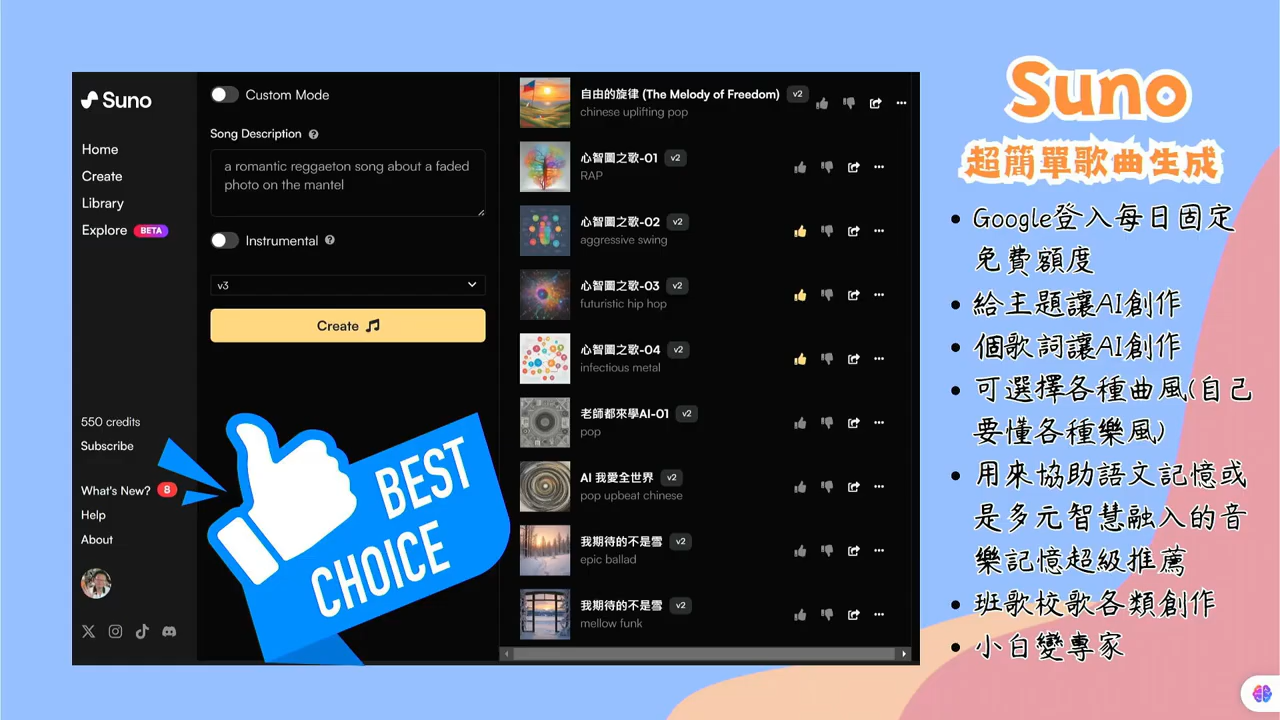 Suno
Home
Create
Library
Explore BETA
550 credits
Subscribe
What's New? 8
Help
About
Custom Mode
Song Description
a romantic reggaeton song about a faded
photo on the mantel
Instrumental
v3
Create
BEST
CHOICE
自由的旋律 (The Melody of Freedom) v2
chinese uplifting pop
心智圖之歌-01 v2
RAP
心智圖之歌-02 v2
aggressive swing
心智圖之歌-03 v2
futuristic hip hop
心智圖之歌-04 v2
infectious metal
老師都來學AI-01 v2
pop
AI 我愛全世界 v2
pop upbeat chinese
我期待的不是雪 v2
epic ballad
我期待的不是雪 v2
mellow funk
Suno
超簡單歌曲生成
• Google登入每日固定
免費額度
• 給主題讓AI創作
• 個歌詞讓AI創作
• 可選擇各種曲風(自己
要懂各種樂風)
• 用來協助語文記憶或
是多元智慧融入的音
樂記憶超級推薦
• 班歌校歌各類創作
• 小白變專家